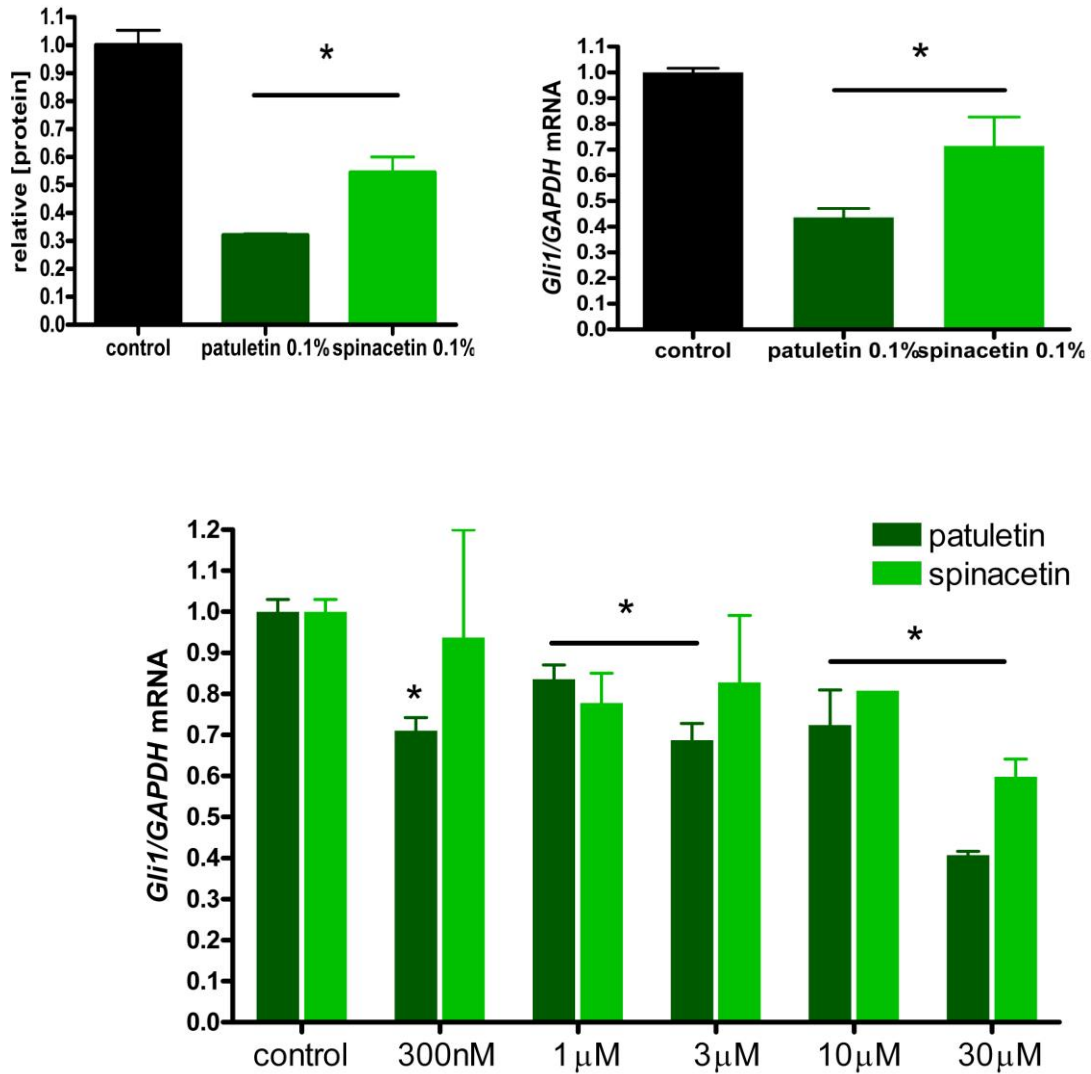 relative [protein]
1.1
1.0
0.9
0.8
0.7
0.6
0.5
0.4
0.3
0.2
0.1
0.0
*
control
patuletin 0.1%
spinacetin 0.1%
Gli1/GAPDH mRNA
1.1
1.0
0.9
0.8
0.7
0.6
0.5
0.4
0.3
0.2
0.1
0.0
*
control
patuletin 0.1%
spinacetin 0.1%
Gli1/GAPDH mRNA
1.2
1.1
1.0
0.9
0.8
0.7
0.6
0.5
0.4
0.3
0.2
0.1
0.0
patuletin
spinacetin
*
*
*
control
300nM
1μM
3μM
10μM
30μM